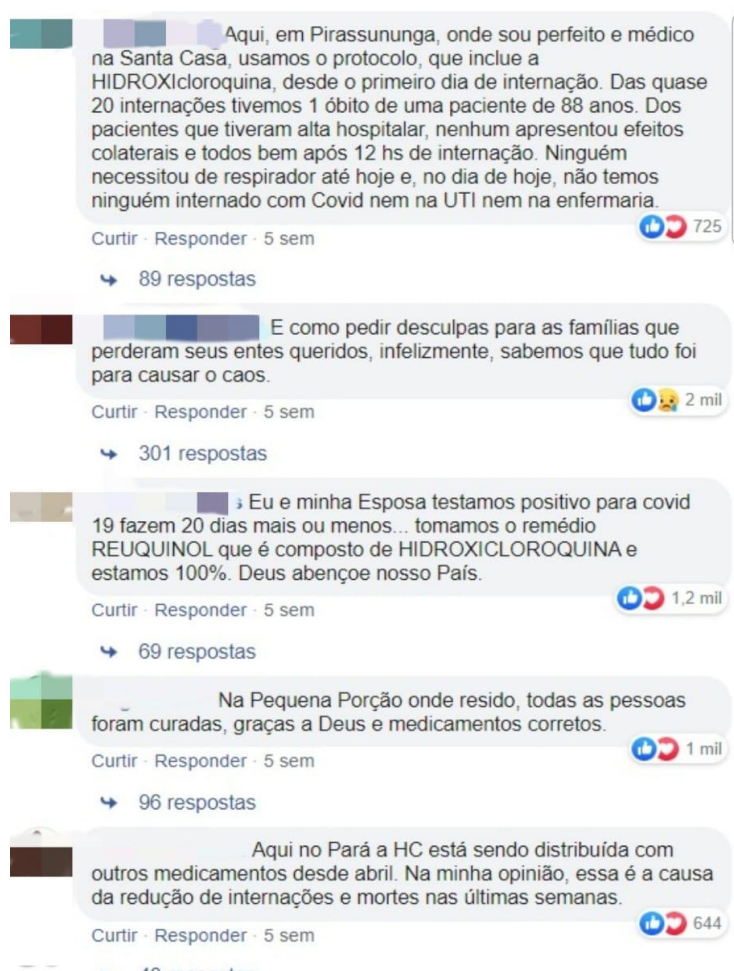 Aqui, em Pirassununga, onde sou perfeito e médico
na Santa Casa, usamos o protocolo, que inclue a
HIDROXIcloroquina, desde o primeiro dia de internação. Das quase
20 internações tivemos 1 óbito de uma paciente de 88 anos. Dos
pacientes que tiveram alta hospitalar, nenhum apresentou efeitos
colaterais e todos bem após 12 hs de internação. Ninguém
necessitou de respirador até hoje e, no dia de hoje, não temos
ninguém internado com Covid nem na UTI nem na enfermaria.
725
Curtir · Responder · 5 sem
89 respostas
E como pedir desculpas para as famílias que
perderam seus entes queridos, infelizmente, sabemos que tudo foi
para causar o caos.
2 mil
Curtir · Responder · 5 sem
301 respostas
Eu e minha Esposa testamos positivo para covid
19 fazem 20 dias mais ou menos... tomamos o remédio
REUQUINOL que é composto de HIDROXICLOROQUINA e
estamos 100%. Deus abençoe nosso País.
1,2 mil
Curtir · Responder · 5 sem
69 respostas
Na Pequena Porção onde resido, todas as pessoas
foram curadas, graças a Deus e medicamentos corretos.
1 mil
Curtir · Responder · 5 sem
96 respostas
Aqui no Pará a HC está sendo distribuída com
outros medicamentos desde abril. Na minha opinião, essa é a causa
da redução de internações e mortes nas últimas semanas.
644
Curtir · Responder · 5 sem